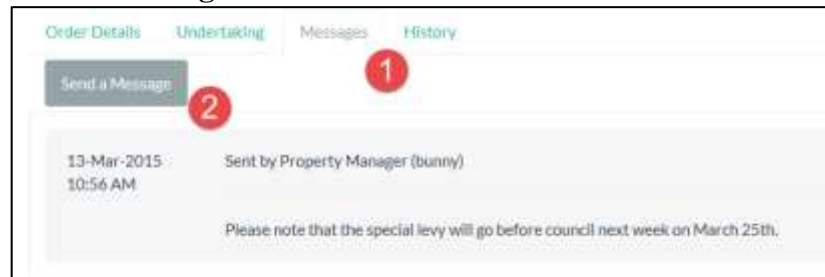 Order Details Undertaking Messages History
1
Send a Message
2
13-Mar-2015 Sent by Property Manager (bunny)
10:56 AM
Please note that the special levy will go before council next week on March 25th.